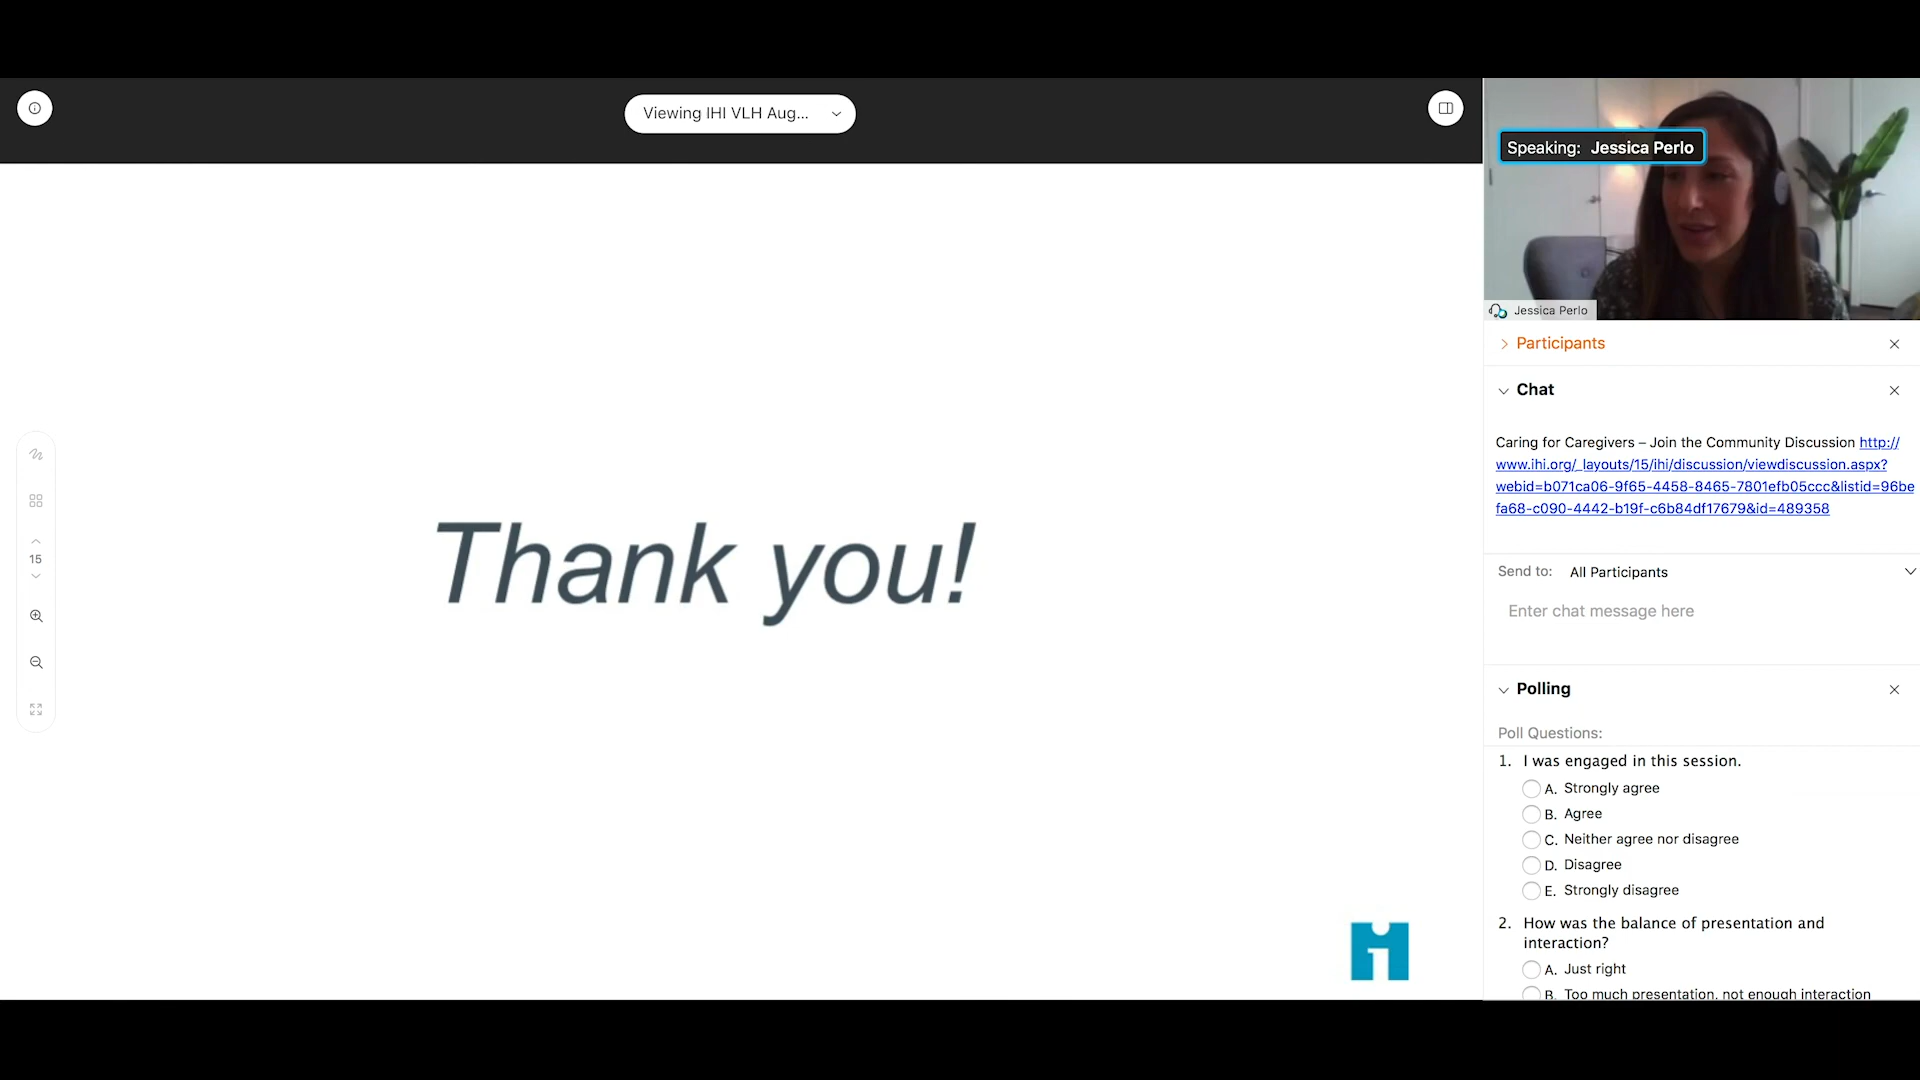 Viewing IHI VLH Aug...
Speaking: Jessica Perlo
Jessica Perlo
Participants
Chat
Caring for Caregivers – Join the Community Discussion http://
www.ihi.org/_layouts/15/ihi/discussion/viewdiscussion.aspx?
webid=b071ca06-9f65-4458-8465-7801efb05ccc&listid=96be
fa68-c090-4442-b19f-c6b84df17679&id=489358
Send to: All Participants
Enter chat message here
Polling
Poll Questions:
1. I was engaged in this session.
A. Strongly agree
B. Agree
C. Neither agree nor disagree
D. Disagree
E. Strongly disagree
2. How was the balance of presentation and
interaction?
A. Just right
B. Too much presentation, not enough interaction
15
Thank you!